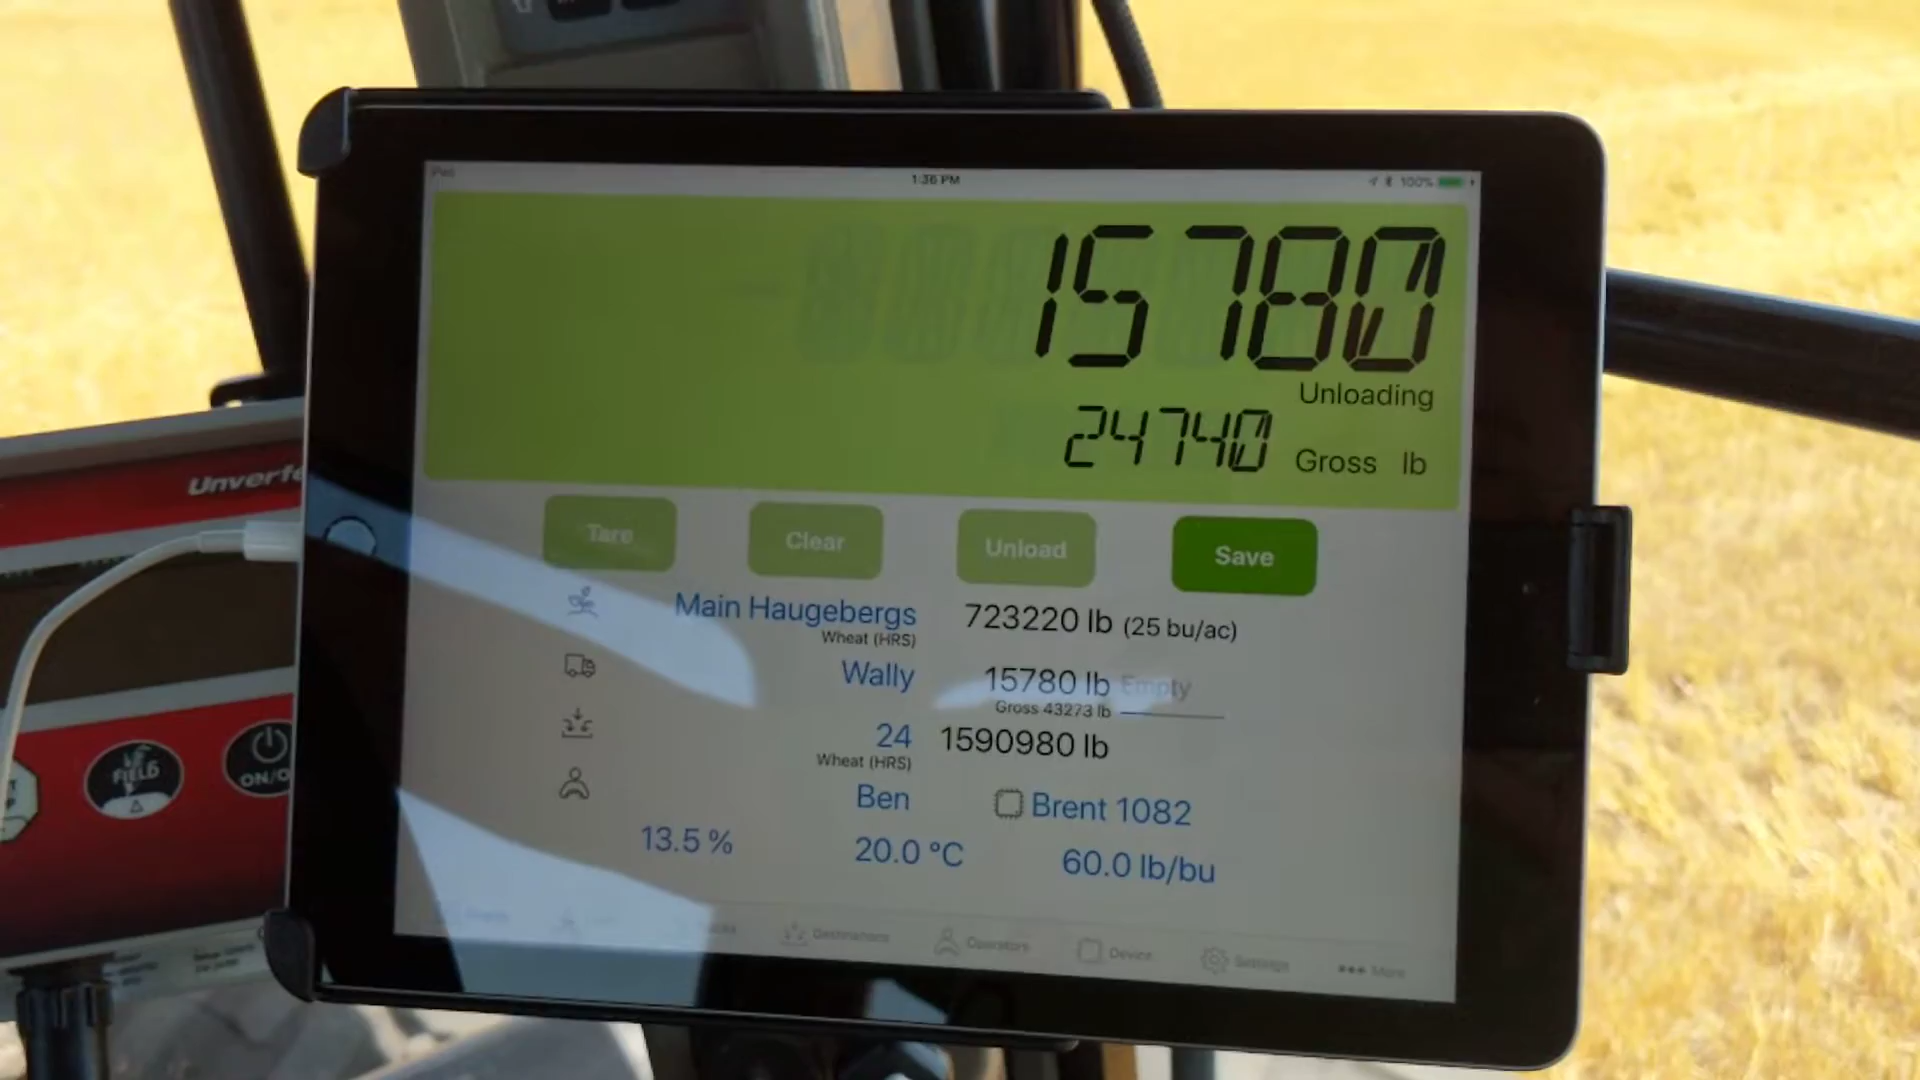 iPad 1:36 PM 100%
15780
Unloading
24740 Gross lb
Unverfe
Tare Clear Unload Save
Main Haugebergs 723220 lb (25 bu/ac)
Wheat (HRS)
Wally 15780 lb Empty
Gross 43273 lb
24 1590980 lb
Wheat (HRS)
FIELD
ON/O
Ben Brent 1082
13.5 % 20.0 °C 60.0 lb/bu
Destinations Operators Device Settings More